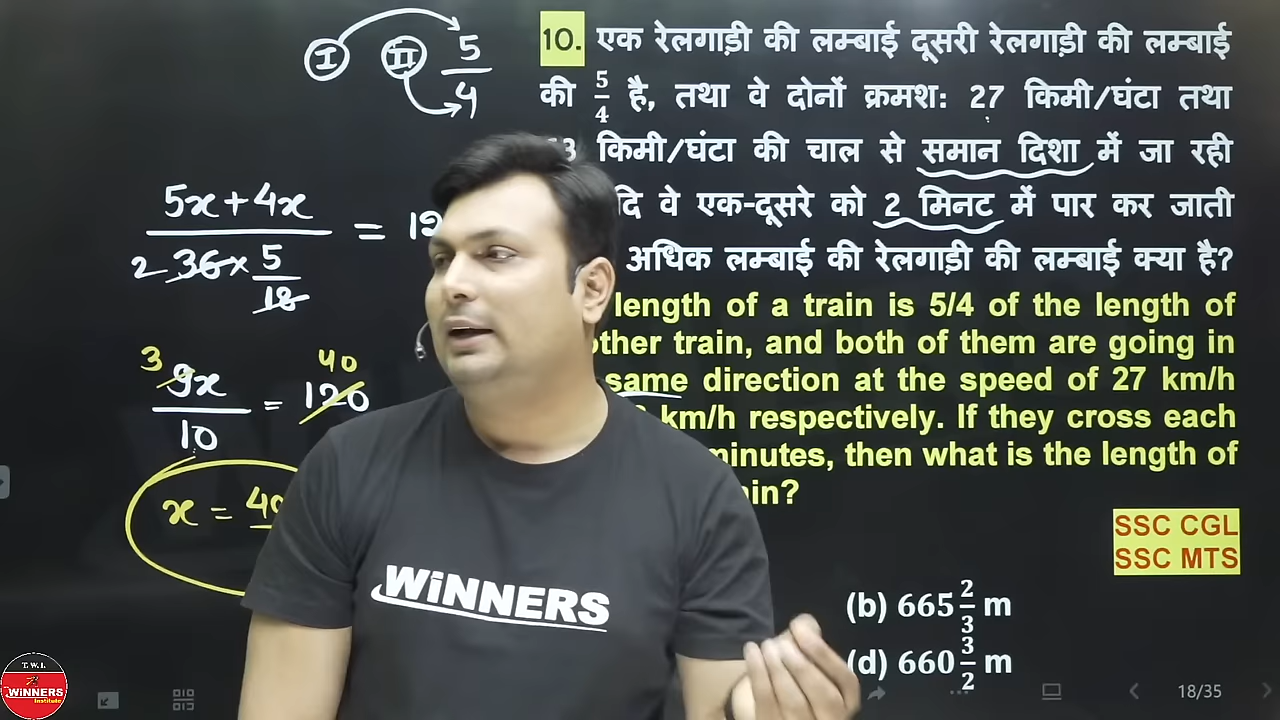 I II 5/4
5x+4x / 2 36 × 5/18 =
3 9x/10 = 120 40
x =
10. एक रेलगाड़ी की लम्बाई दूसरी रेलगाड़ी की लम्बाई
की 5/4 है, तथा वे दोनों क्रमश: 27 किमी/घंटा तथा
किमी/घंटा की चाल से समान दिशा में जा रही
वे एक-दूसरे को 2 मिनट में पार कर जाती
अधिक लम्बाई की रेलगाड़ी की लम्बाई क्या है?
length of a train is 5/4 of the length of
train, and both of them are going in
same direction at the speed of 27 km/h
km/h respectively. If they cross each
minutes, then what is the length of
SSC CGL
SSC MTS
(b) 665 2/3 m
(d) 660 3/2 m
WiNNERS
T.W.I.
WINNERS
Institute
18/35